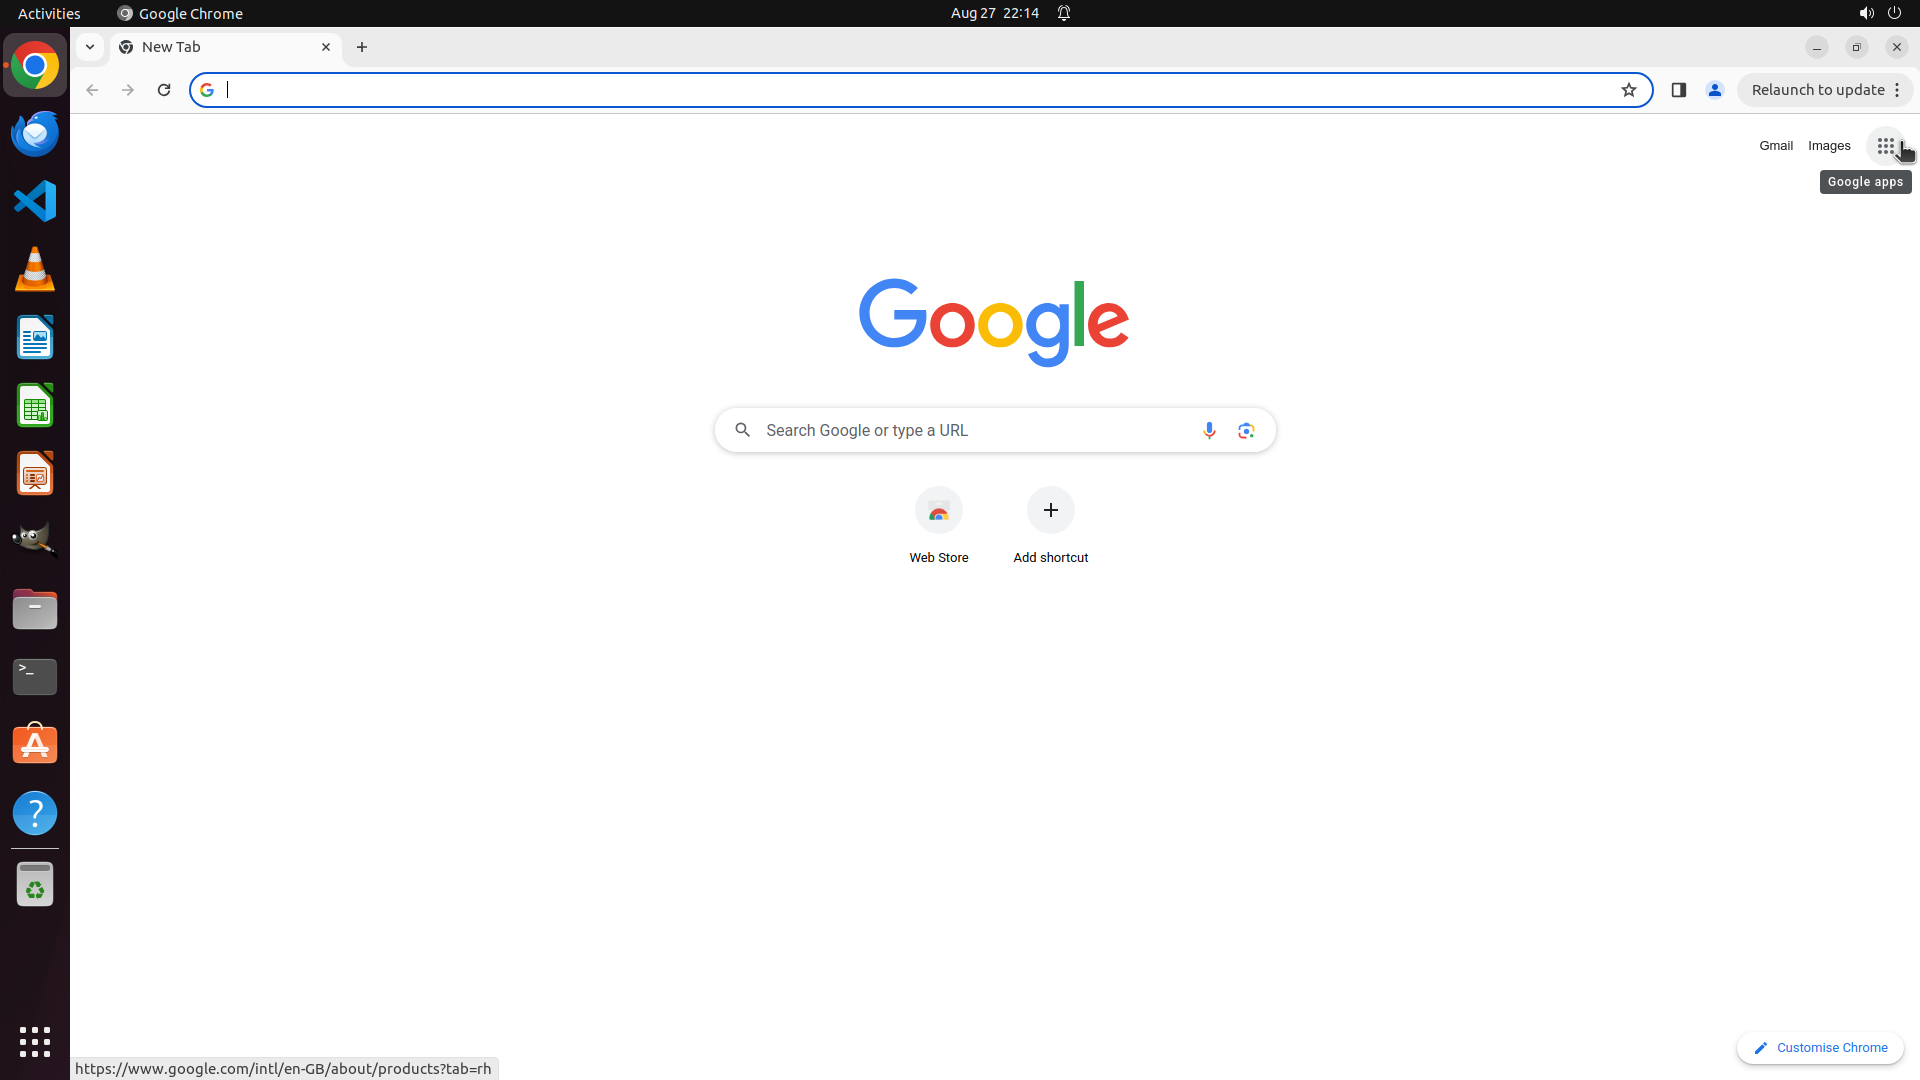 Activities
Google Chrome
Aug 27 22:14
New Tab
Relaunch to update
Gmail
Images
Google apps
Google
Search Google or type a URL
Web Store
Add shortcut
Customise Chrome
https://www.google.com/intl/en-GB/about/products?tab=rh